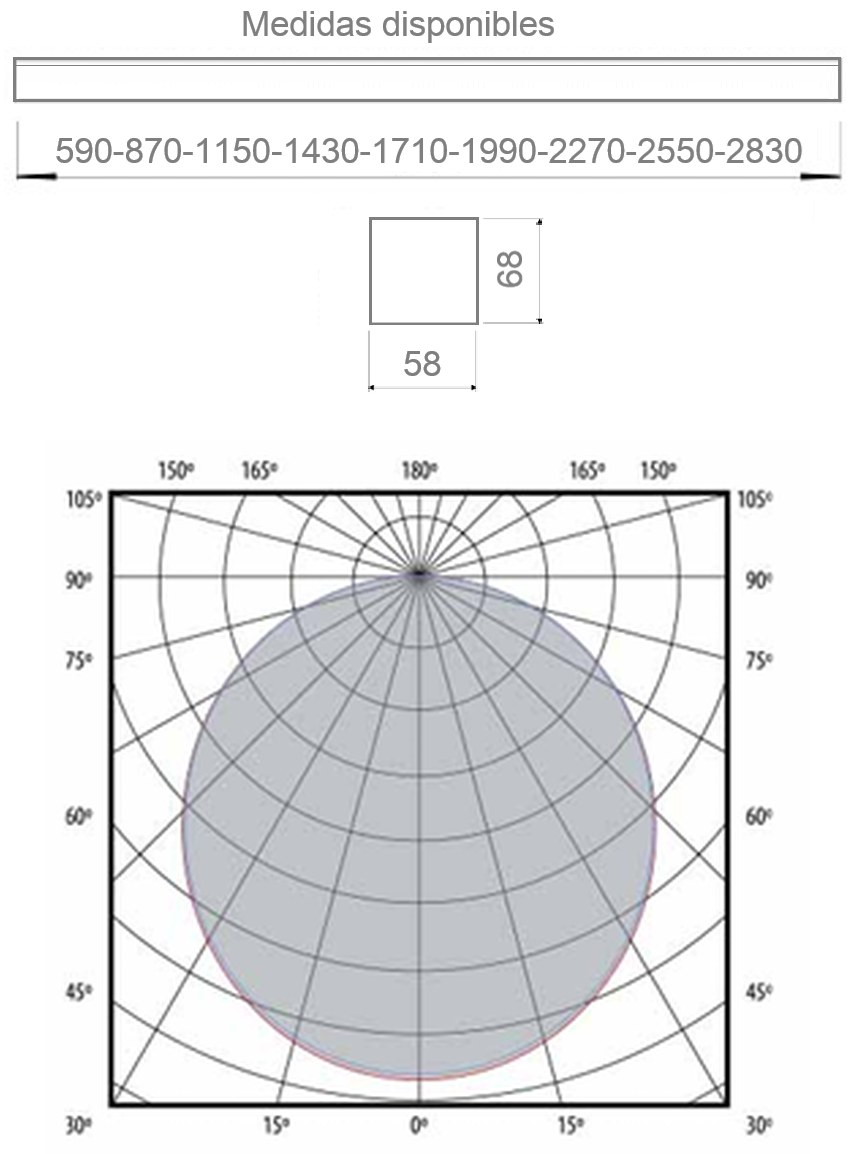 Medidas disponibles
590-870-1150-1430-1710-1990-2270-2550-2830
68
58
150º 165º 180º 165º 150º
105º 105º
90º 90º
75º 75º
60º 60º
45º 45º
30º 15º 0º 15º 30º